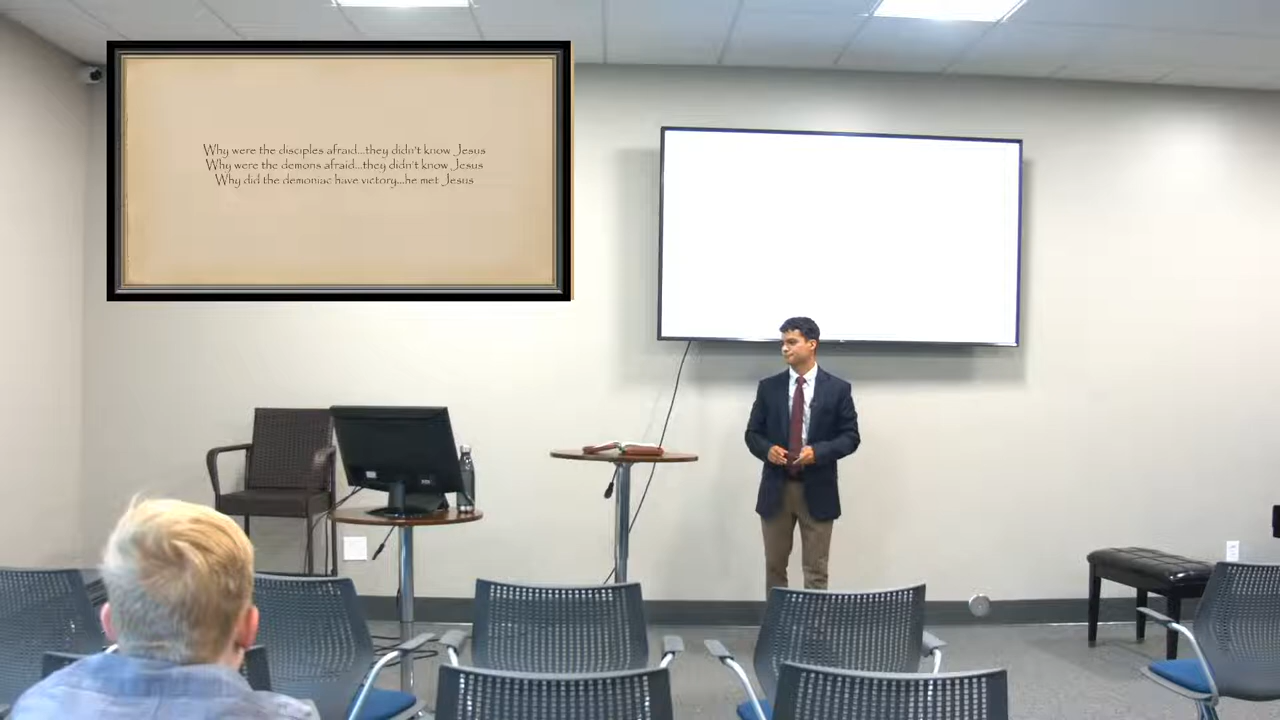 Why were the disciples afraid...they didn't know Jesus
Why were the demons afraid...they didn't know Jesus
Why did the demoniac have victory...he met Jesus